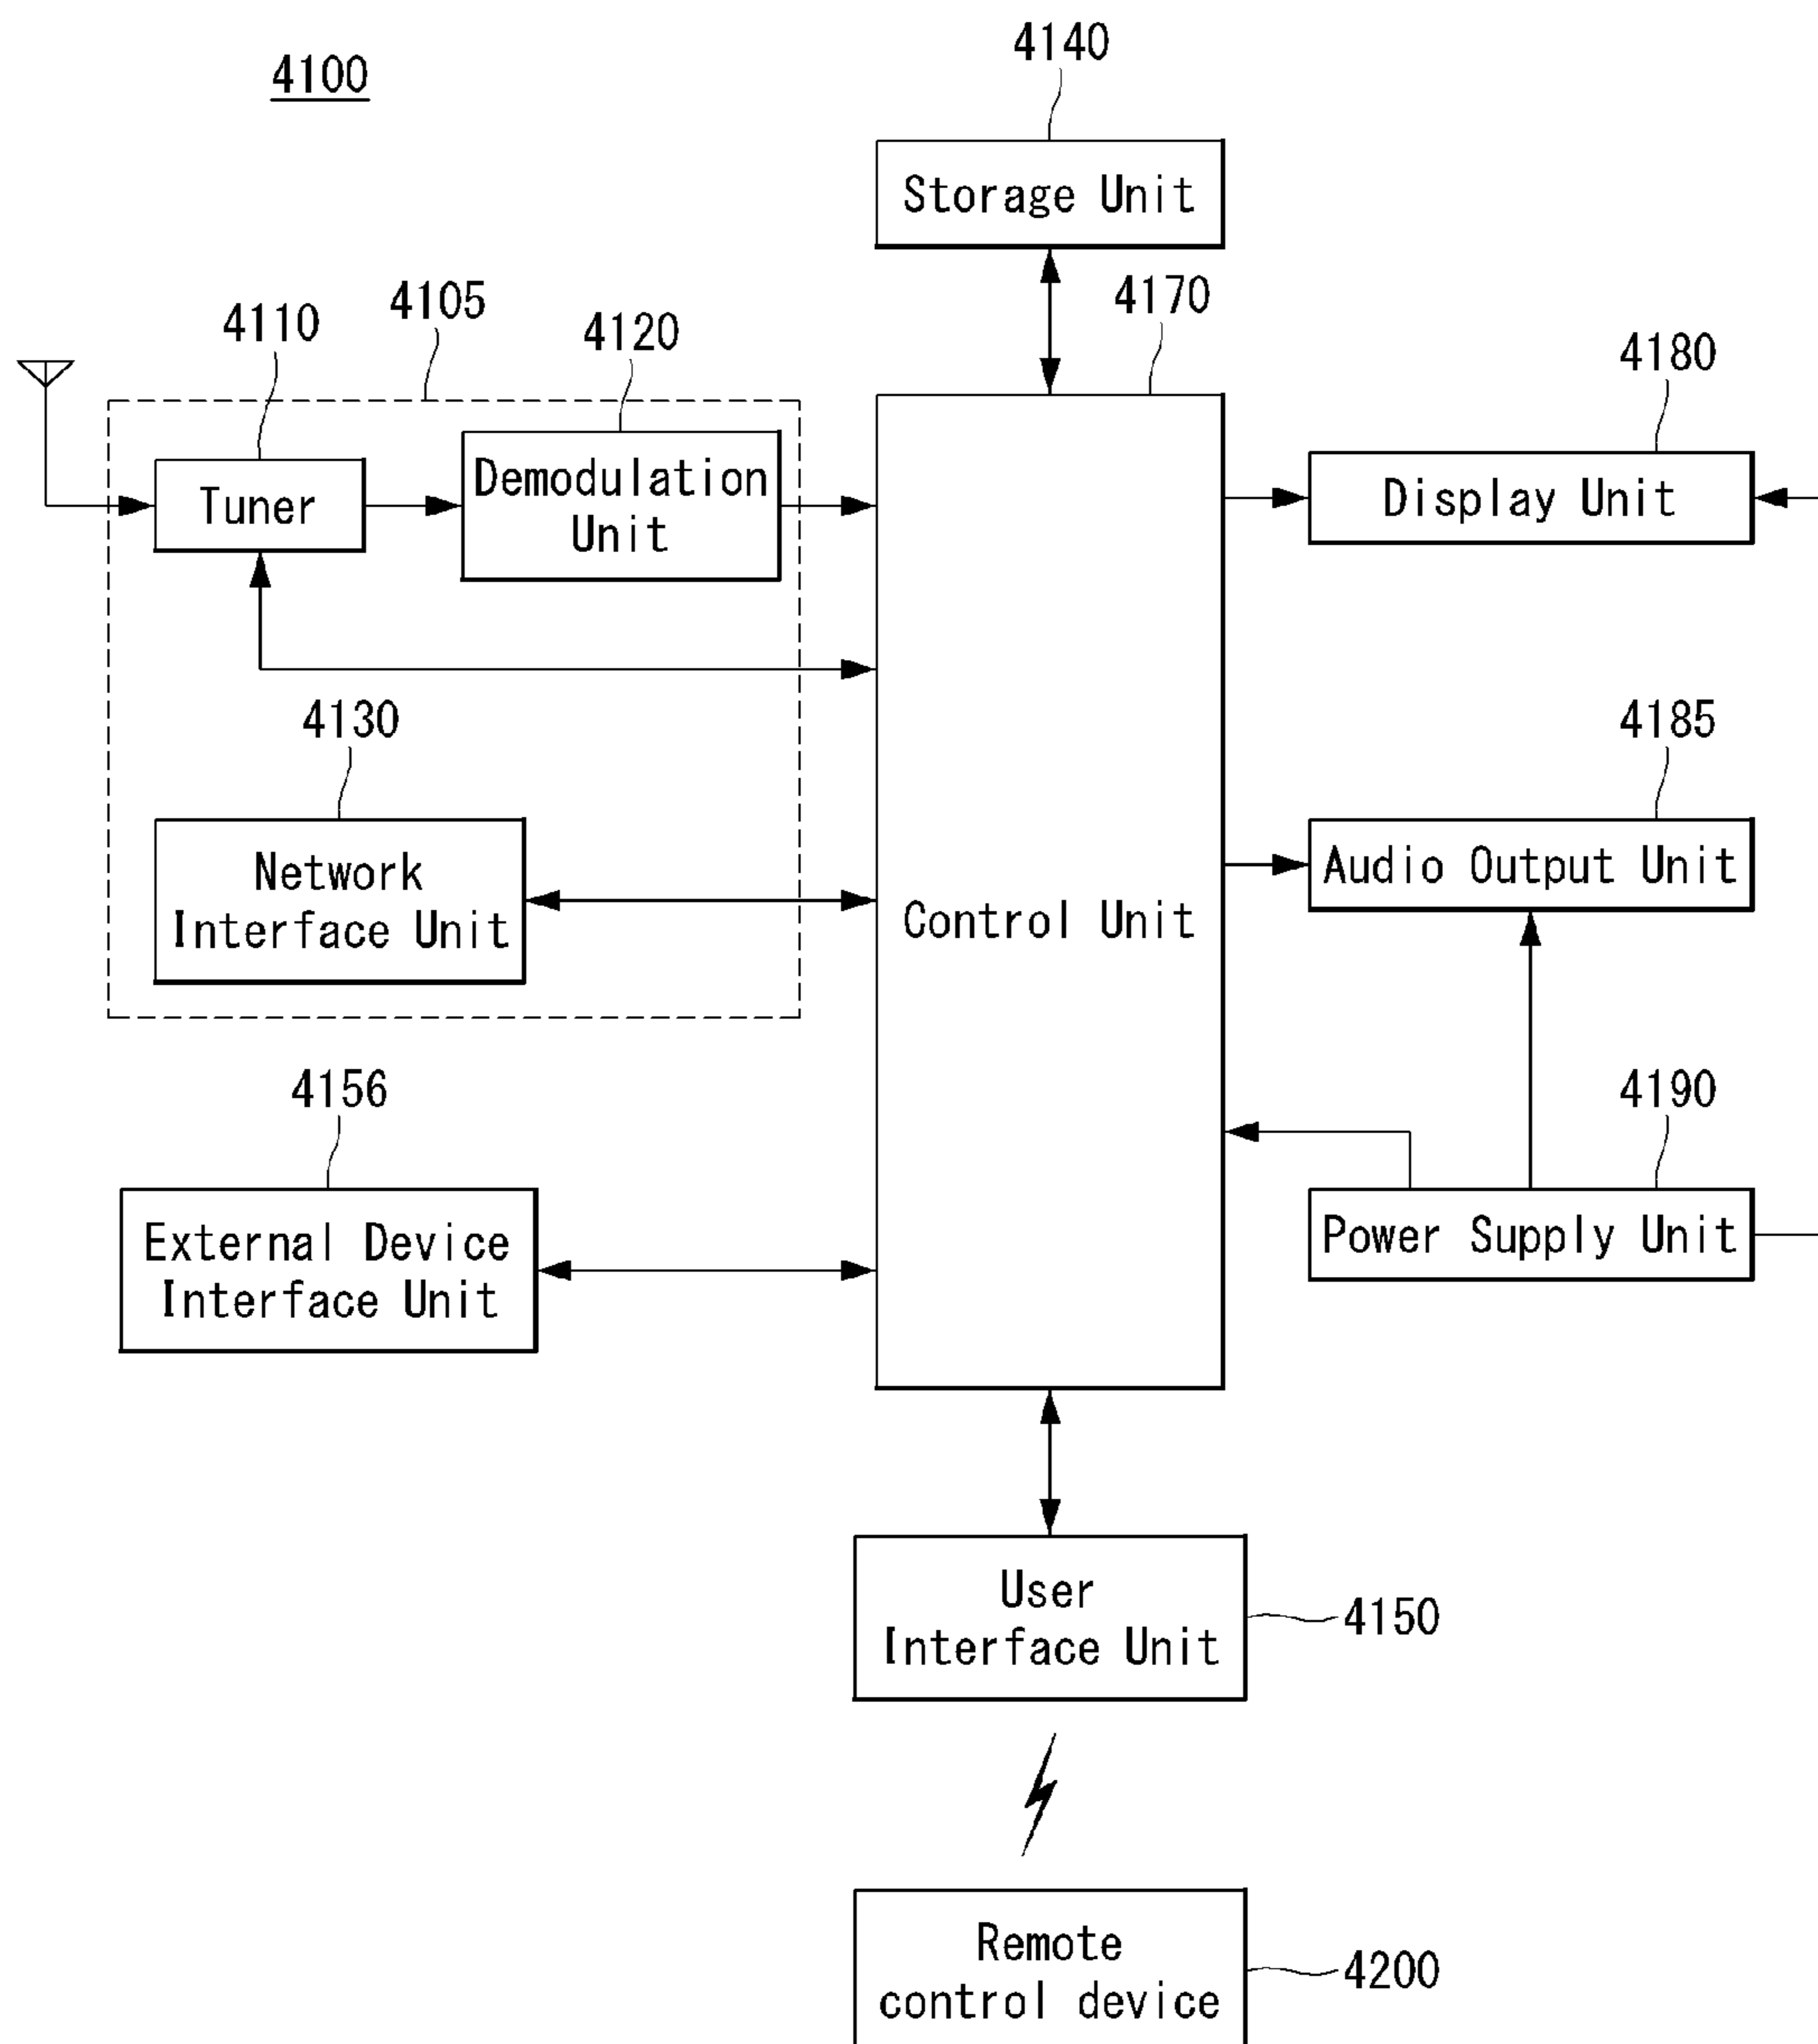 4100
4140
Storage Unit
4170
4105
4110
4120
4180
Tuner
Demodulation
Unit
Display Unit
4130
4185
Network
Interface Unit
Control Unit
Audio Output Unit
4156
4190
External Device
Interface Unit
Power Supply Unit
User
Interface Unit
4150
Remote
control device
4200